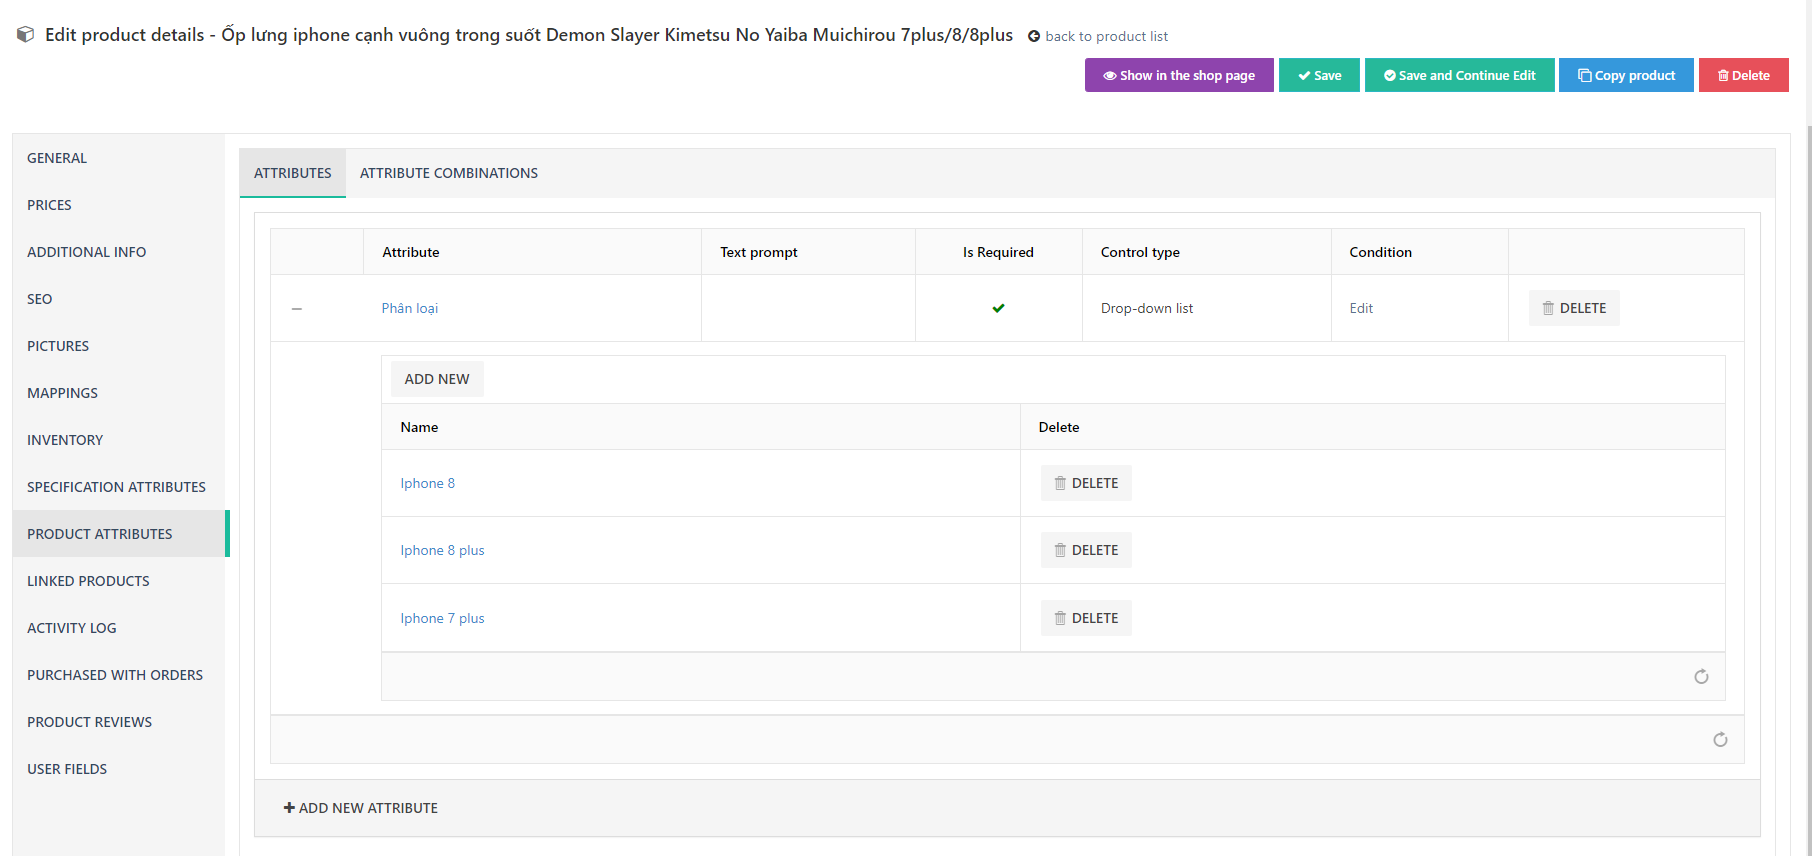 Edit product details - Ốp lưng iphone cạnh vuông trong suốt Demon Slayer Kimetsu No Yaiba Muichirou 7plus/8/8plus back to product list
Show in the shop page Save Save and Continue Edit Copy product Delete
GENERAL
PRICES
ADDITIONAL INFO
SEO
PICTURES
MAPPINGS
INVENTORY
SPECIFICATION ATTRIBUTES
PRODUCT ATTRIBUTES
LINKED PRODUCTS
ACTIVITY LOG
PURCHASED WITH ORDERS
PRODUCT REVIEWS
USER FIELDS
ATTRIBUTES ATTRIBUTE COMBINATIONS
Attribute Text prompt Is Required Control type Condition
Phân loại Drop-down list Edit DELETE
ADD NEW
Name Delete
Iphone 8 DELETE
Iphone 8 plus DELETE
Iphone 7 plus DELETE
ADD NEW ATTRIBUTE